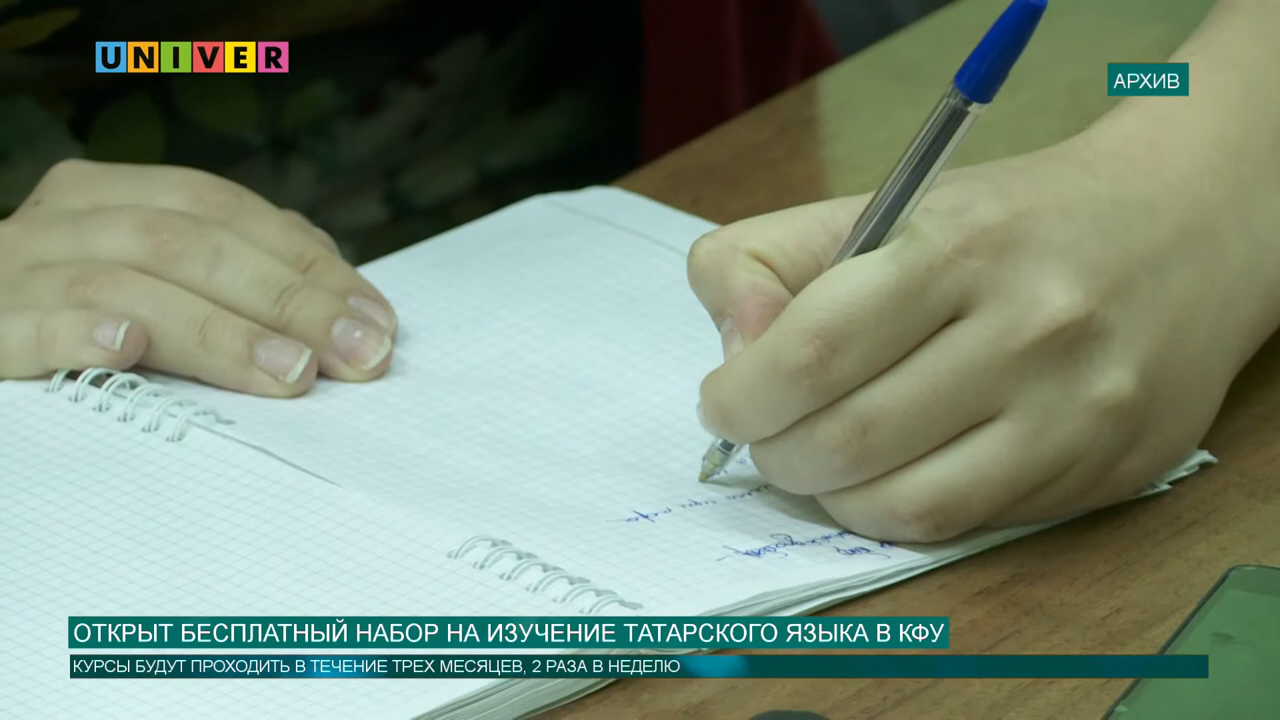 UNIVER
АРХИВ
ОТКРЫТ БЕСПЛАТНЫЙ НАБОР НА ИЗУЧЕНИЕ ТАТАРСКОГО ЯЗЫКА В КФУ
КУРСЫ БУДУТ ПРОХОДИТЬ В ТЕЧЕНИЕ ТРЕХ МЕСЯЦЕВ, 2 РАЗА В НЕДЕЛЮ